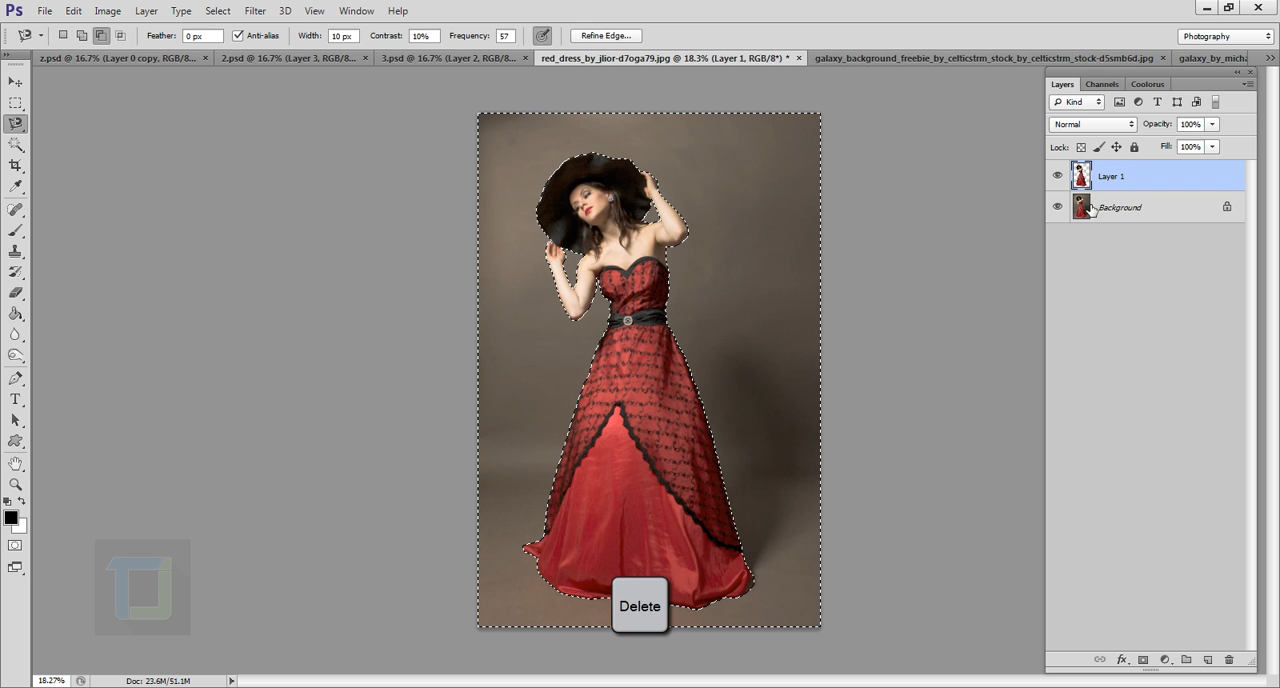 Ps File Edit Image Layer Type Select Filter 3D View Window Help
Feather: 0 px Anti-alias Width: 10 px Contrast: 10% Frequency: 57 Refine Edge... Photography
z.psd @ 16.7% (Layer 0 copy, RGB/8... × 2.psd @ 16.7% (Layer 3, RGB/8... × 3.psd @ 16.7% (Layer 2, RGB/8... × red_dress_by_jlior-d7oga79.jpg @ 18.3% (Layer 1, RGB/8*) * × galaxy_background_freebie_by_celticstrm_stock_by_celticstrm_stock-d5smb6d.jpg × galaxy_by_micha
Layers Channels Coolorus
Kind
Normal Opacity: 100%
Lock: Fill: 100%
Layer 1
Background
Delete
18.27% Doc: 23.6M/51.1M